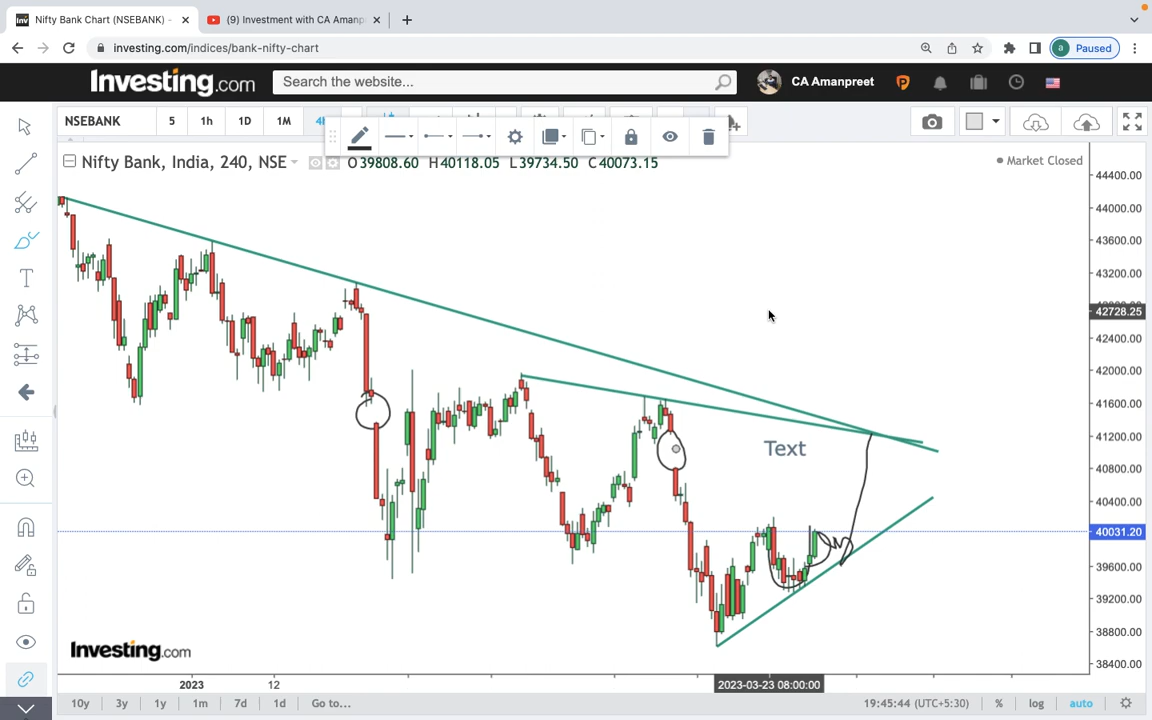 Nifty Bank Chart (NSEBANK) -
(9) Investment with CA Amanp
investing.com/indices/bank-nifty-chart
a Paused
Investing.com
Search the website...
CA Amanpreet
NSEBANK 5 1h 1D 1M
Nifty Bank, India, 240, NSE
O39808.60 H40118.05 L39734.50 C40073.15
Market Closed
44400.00
44000.00
43600.00
43200.00
42728.25
42400.00
42000.00
41600.00
41200.00
40800.00
40400.00
40031.20
39600.00
39200.00
38800.00
38400.00
Text
Investing.com
2023 12 2023-03-23 08:00:00
10y 3y 1y 1m 7d 1d Go to... 19:45:44 (UTC+5:30) % log auto